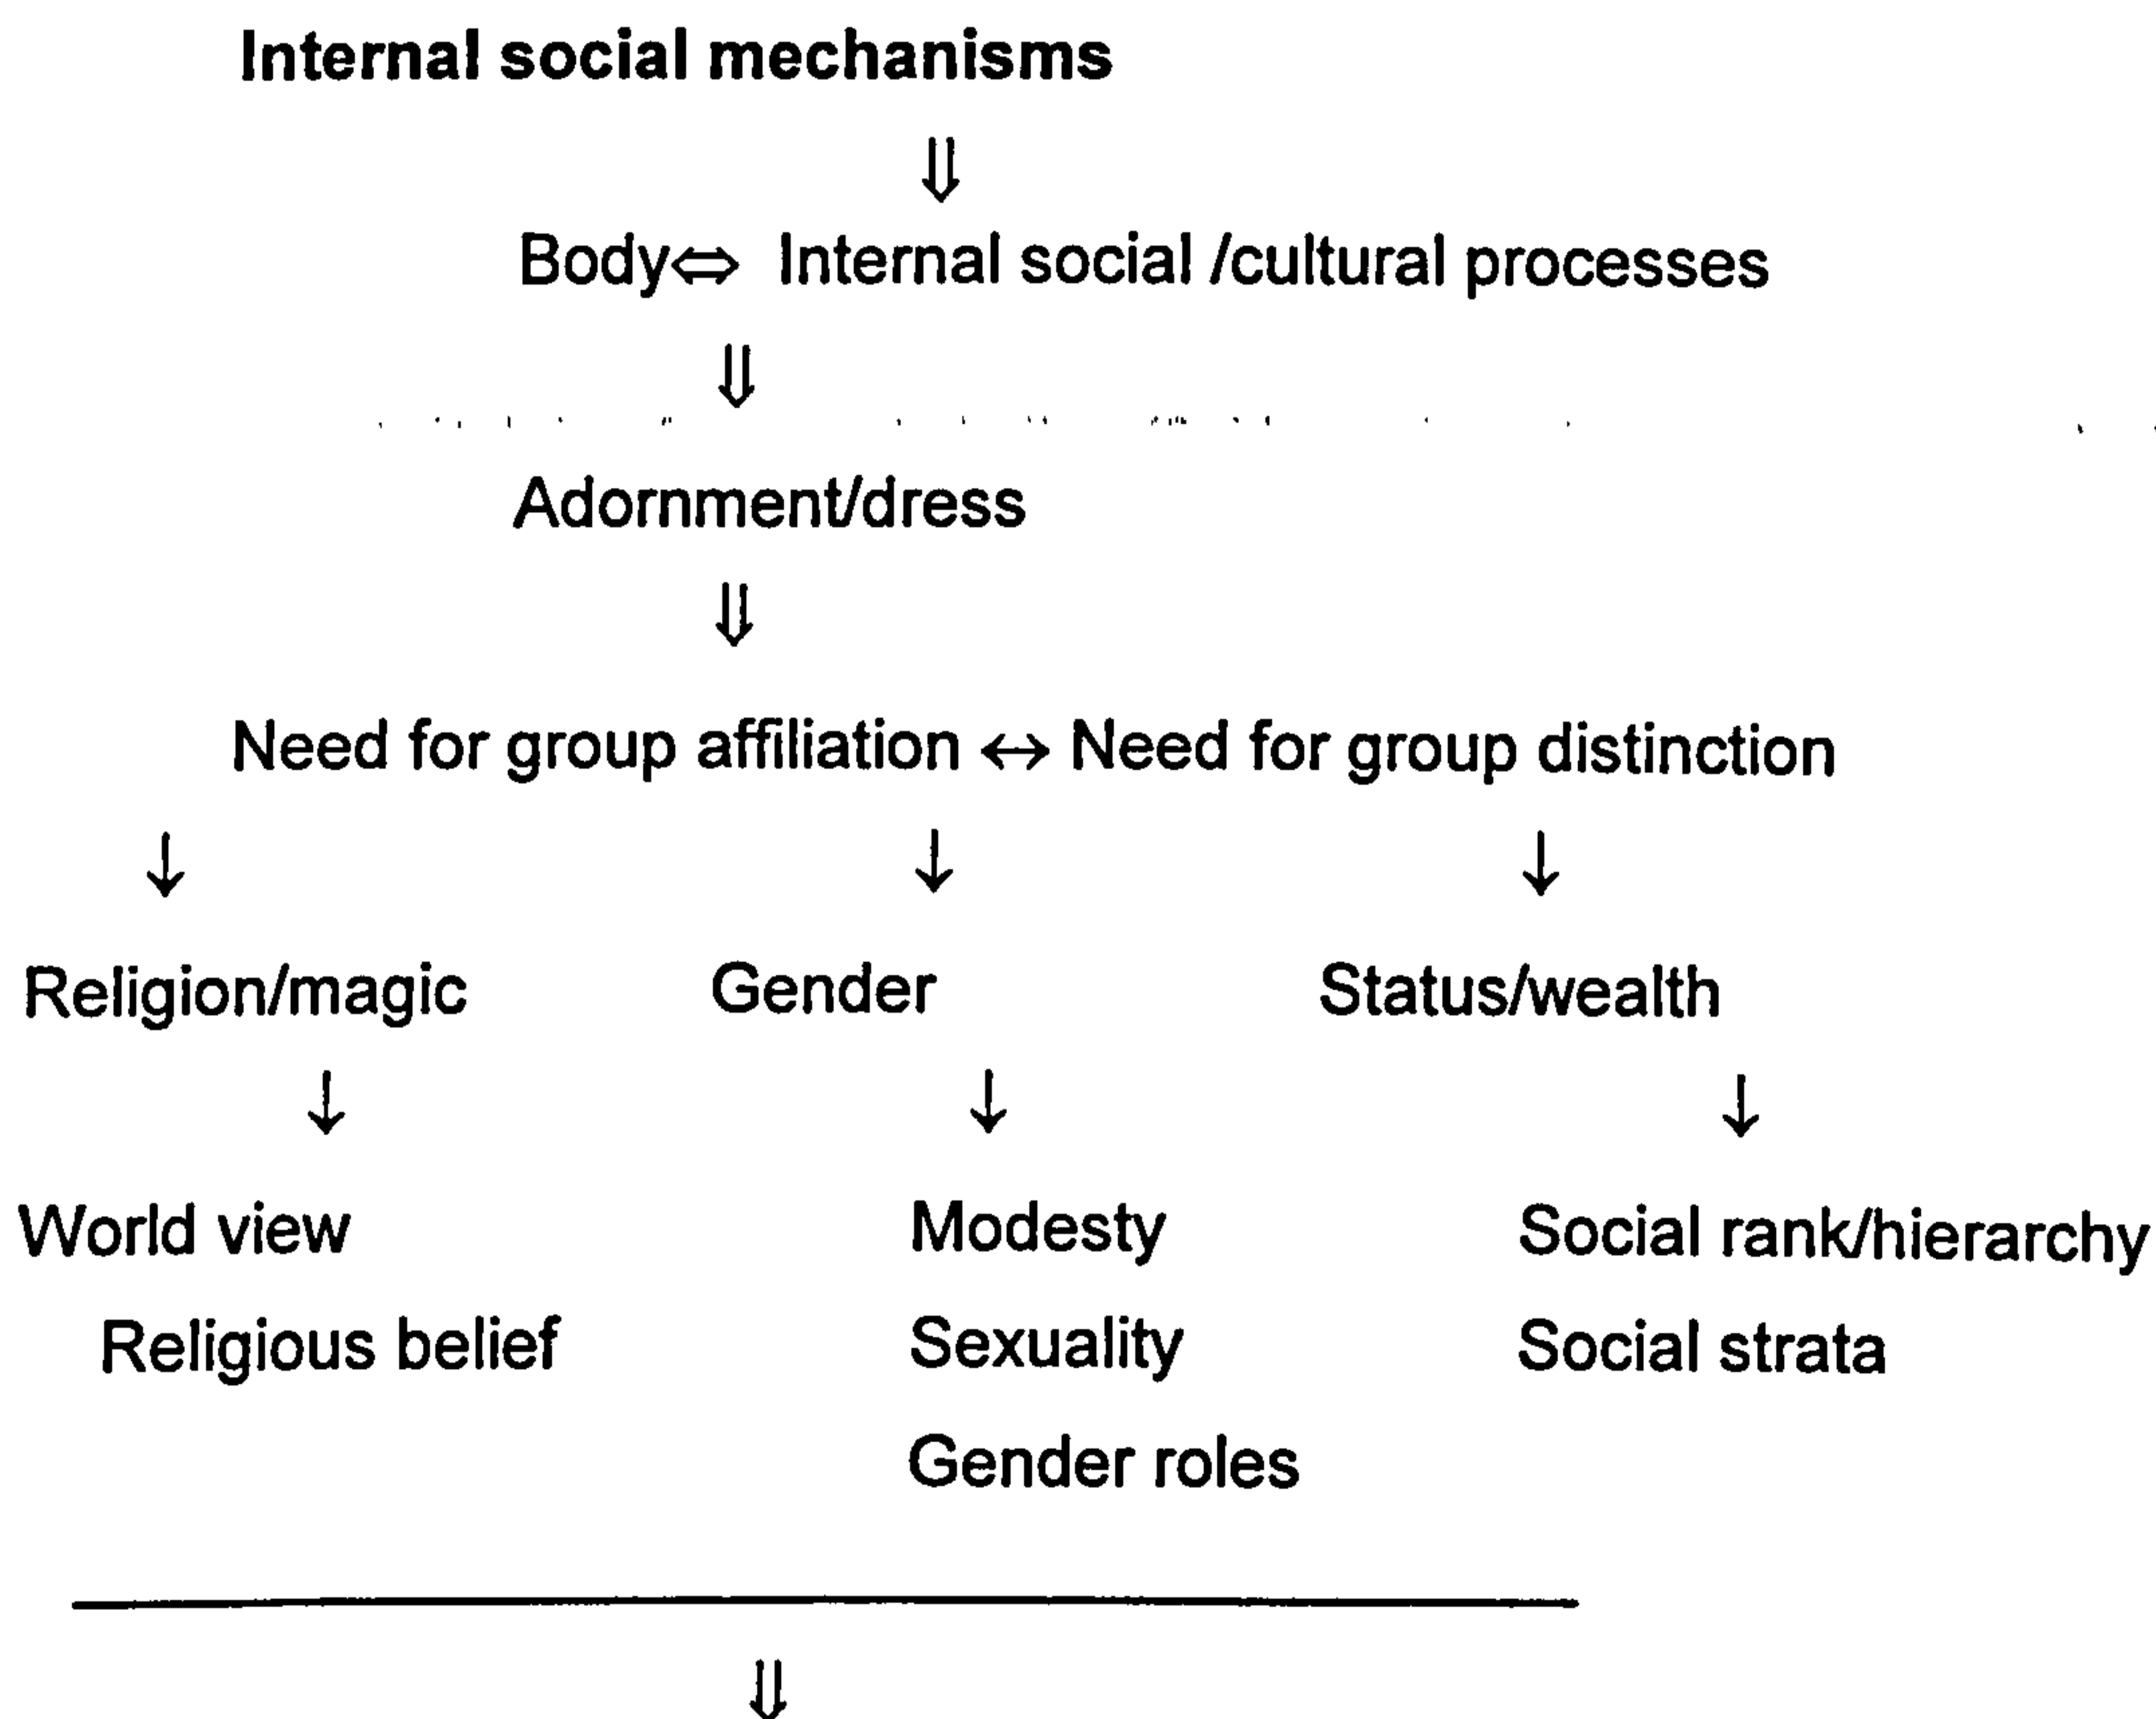 Internal social mechanisms
⇓
Body⇔ Internal social /cultural processes
⇓
Adornment/dress
⇓
Need for group affiliation ↔ Need for group distinction
↓ ↓ ↓
Religion/magic Gender Status/wealth
↓ ↓ ↓
World view Modesty Social rank/hierarchy
Religious belief Sexuality Social strata
Gender roles
⇓